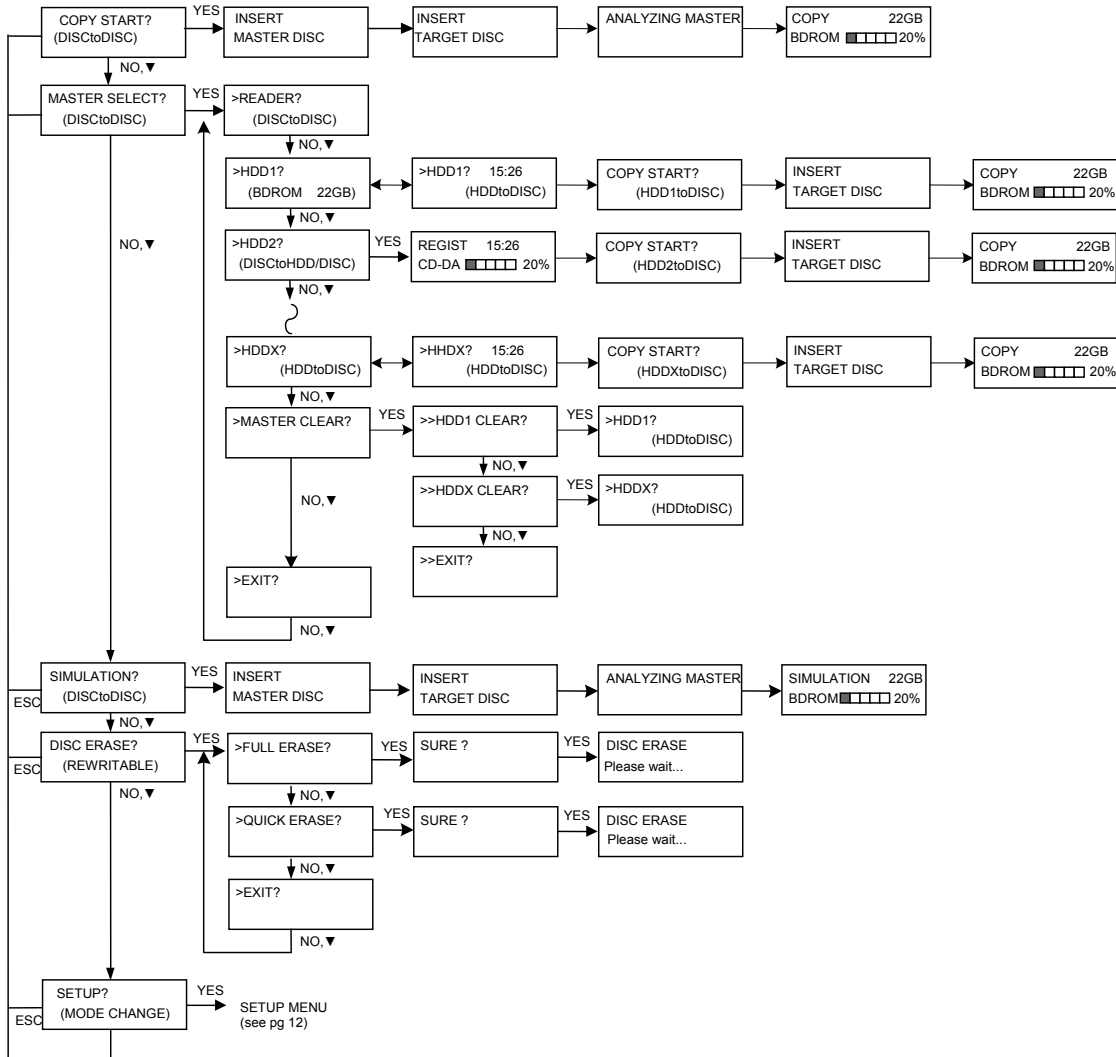 COPY START?
(DISCtoDISC)
YES
INSERT
MASTER DISC
INSERT
TARGET DISC
ANALYZING MASTER
COPY 22GB
BDROM 20%
NO,▼
MASTER SELECT?
(DISCtoDISC)
YES
>READER?
(DISCtoDISC)
NO,▼
>HDD1?
(BDROM 22GB)
>HDD1? 15:26
(HDDtoDISC)
COPY START?
(HDD1toDISC)
INSERT
TARGET DISC
COPY 22GB
BDROM 20%
NO,▼
NO,▼
>HDD2?
(DISCtoHDD/DISC)
YES
REGIST 15:26
CD-DA 20%
COPY START?
(HDD2toDISC)
INSERT
TARGET DISC
COPY 22GB
BDROM 20%
NO,▼
>HDDX?
(HDDtoDISC)
>HHDX? 15:26
(HDDtoDISC)
COPY START?
(HDDXtoDISC)
INSERT
TARGET DISC
COPY 22GB
BDROM 20%
NO,▼
>MASTER CLEAR?
YES
>>HDD1 CLEAR?
YES
>HDD1?
(HDDtoDISC)
NO,▼
NO,▼
>>HDDX CLEAR?
YES
>HDDX?
(HDDtoDISC)
NO,▼
>>EXIT?
>EXIT?
NO,▼
SIMULATION?
(DISCtoDISC)
ESC
YES
INSERT
MASTER DISC
INSERT
TARGET DISC
ANALYZING MASTER
SIMULATION 22GB
BDROM 20%
NO,▼
DISC ERASE?
(REWRITABLE)
ESC
YES
>FULL ERASE?
YES
SURE ?
YES
DISC ERASE
Please wait...
NO,▼
NO,▼
>QUICK ERASE?
YES
SURE ?
YES
DISC ERASE
Please wait...
NO,▼
>EXIT?
NO,▼
SETUP?
(MODE CHANGE)
ESC
YES
SETUP MENU
(see pg 12)